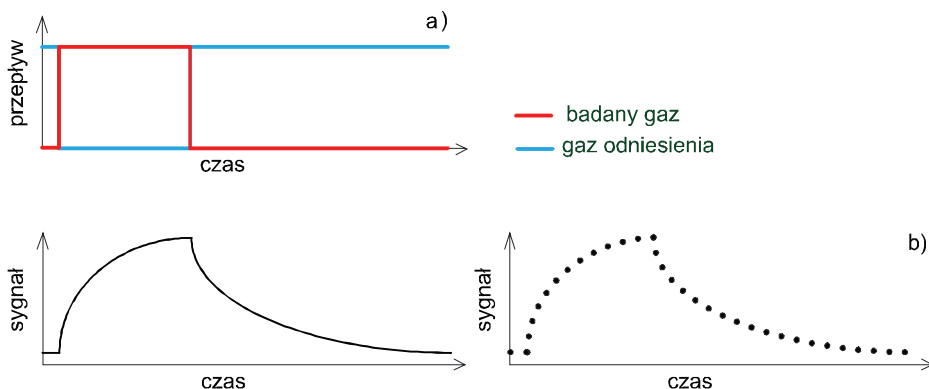 a)
przepływ
czas
badany gaz
gaz odniesienia
sygnał
czas
b)
sygnał
czas